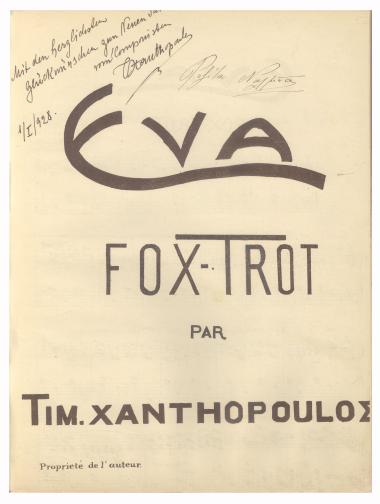 Mit den herzlichsten
Glückwünschen zum Neuen
vom Komponisten
Xanthopoulos
1/I/928.
EVA
FOX-TROT
PAR
TIM. XANTHOPOULOΣ
Propriété de l'auteur.